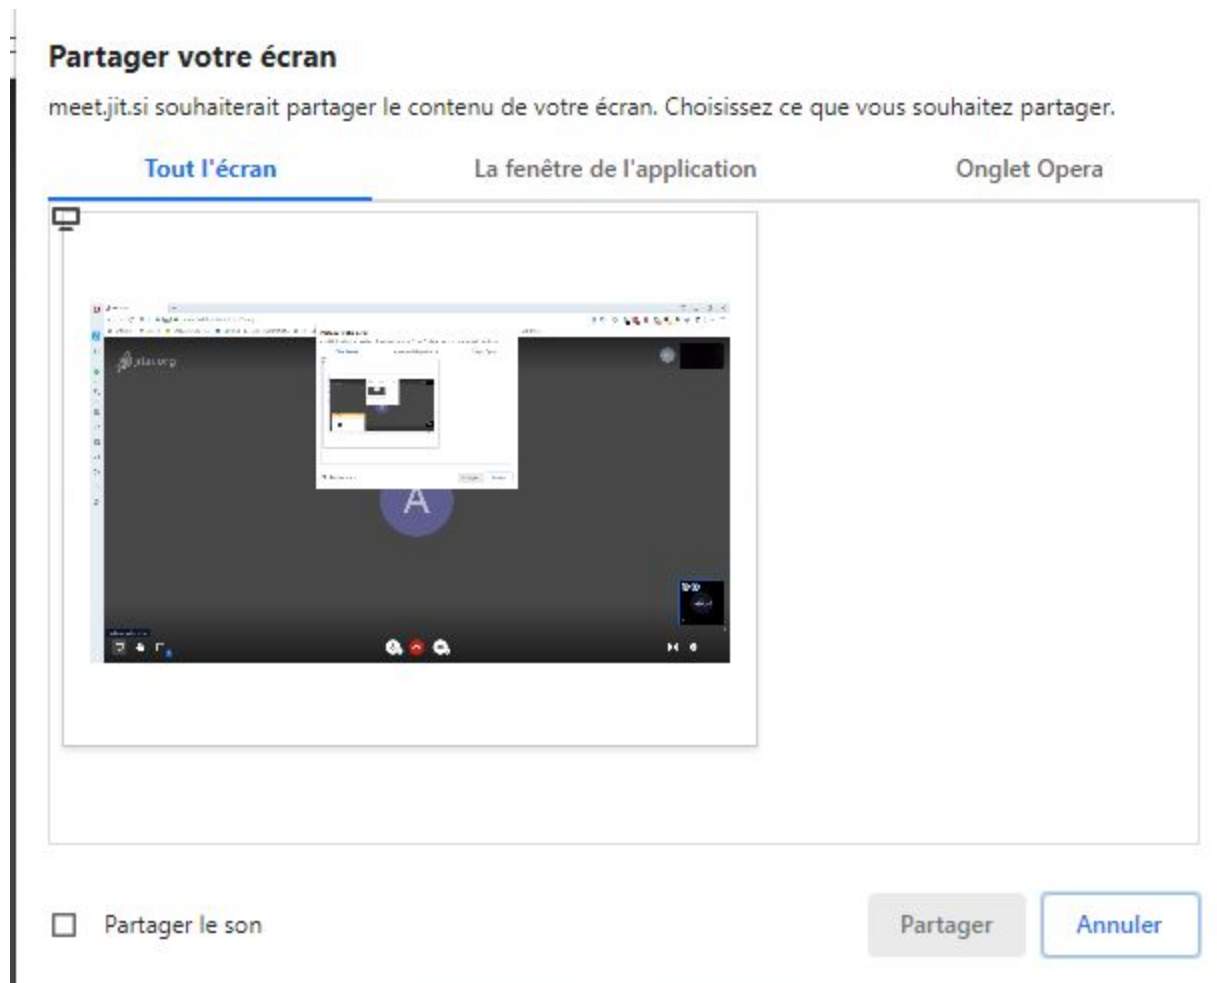 Partager votre écran
meet.jit.si souhaiterait partager le contenu de votre écran. Choisissez ce que vous souhaitez partager.
Tout l'écran
La fenêtre de l'application
Onglet Opera
A
Partager le son
Partager
Annuler